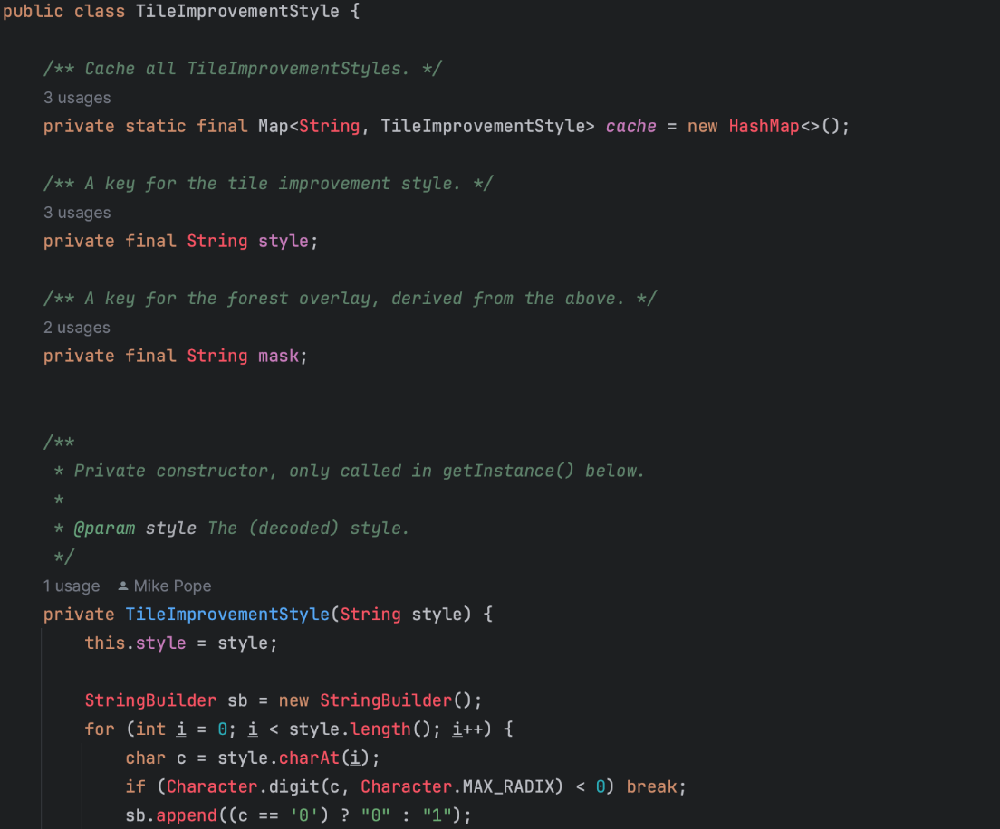 public class TileImprovementStyle {
/** Cache all TileImprovementStyles. */
3 usages
private static final Map<String, TileImprovementStyle> cache = new HashMap<>();
/** A key for the tile improvement style. */
3 usages
private final String style;
/** A key for the forest overlay, derived from the above. */
2 usages
private final String mask;
/**
* Private constructor, only called in getInstance() below.
*
* @param style The (decoded) style.
*/
1 usage Mike Pope
private TileImprovementStyle(String style) {
this.style = style;
StringBuilder sb = new StringBuilder();
for (int i = 0; i < style.length(); i++) {
char c = style.charAt(i);
if (Character.digit(c, Character.MAX_RADIX) < 0) break;
sb.append((c == '0') ? "0" : "1");